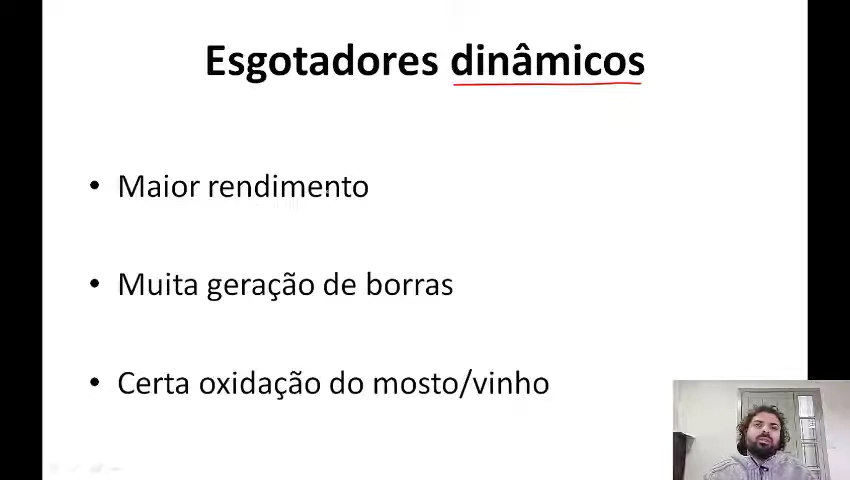 Esgotadores dinâmicos
• Maior rendimento
• Muita geração de borras
• Certa oxidação do mosto/vinho